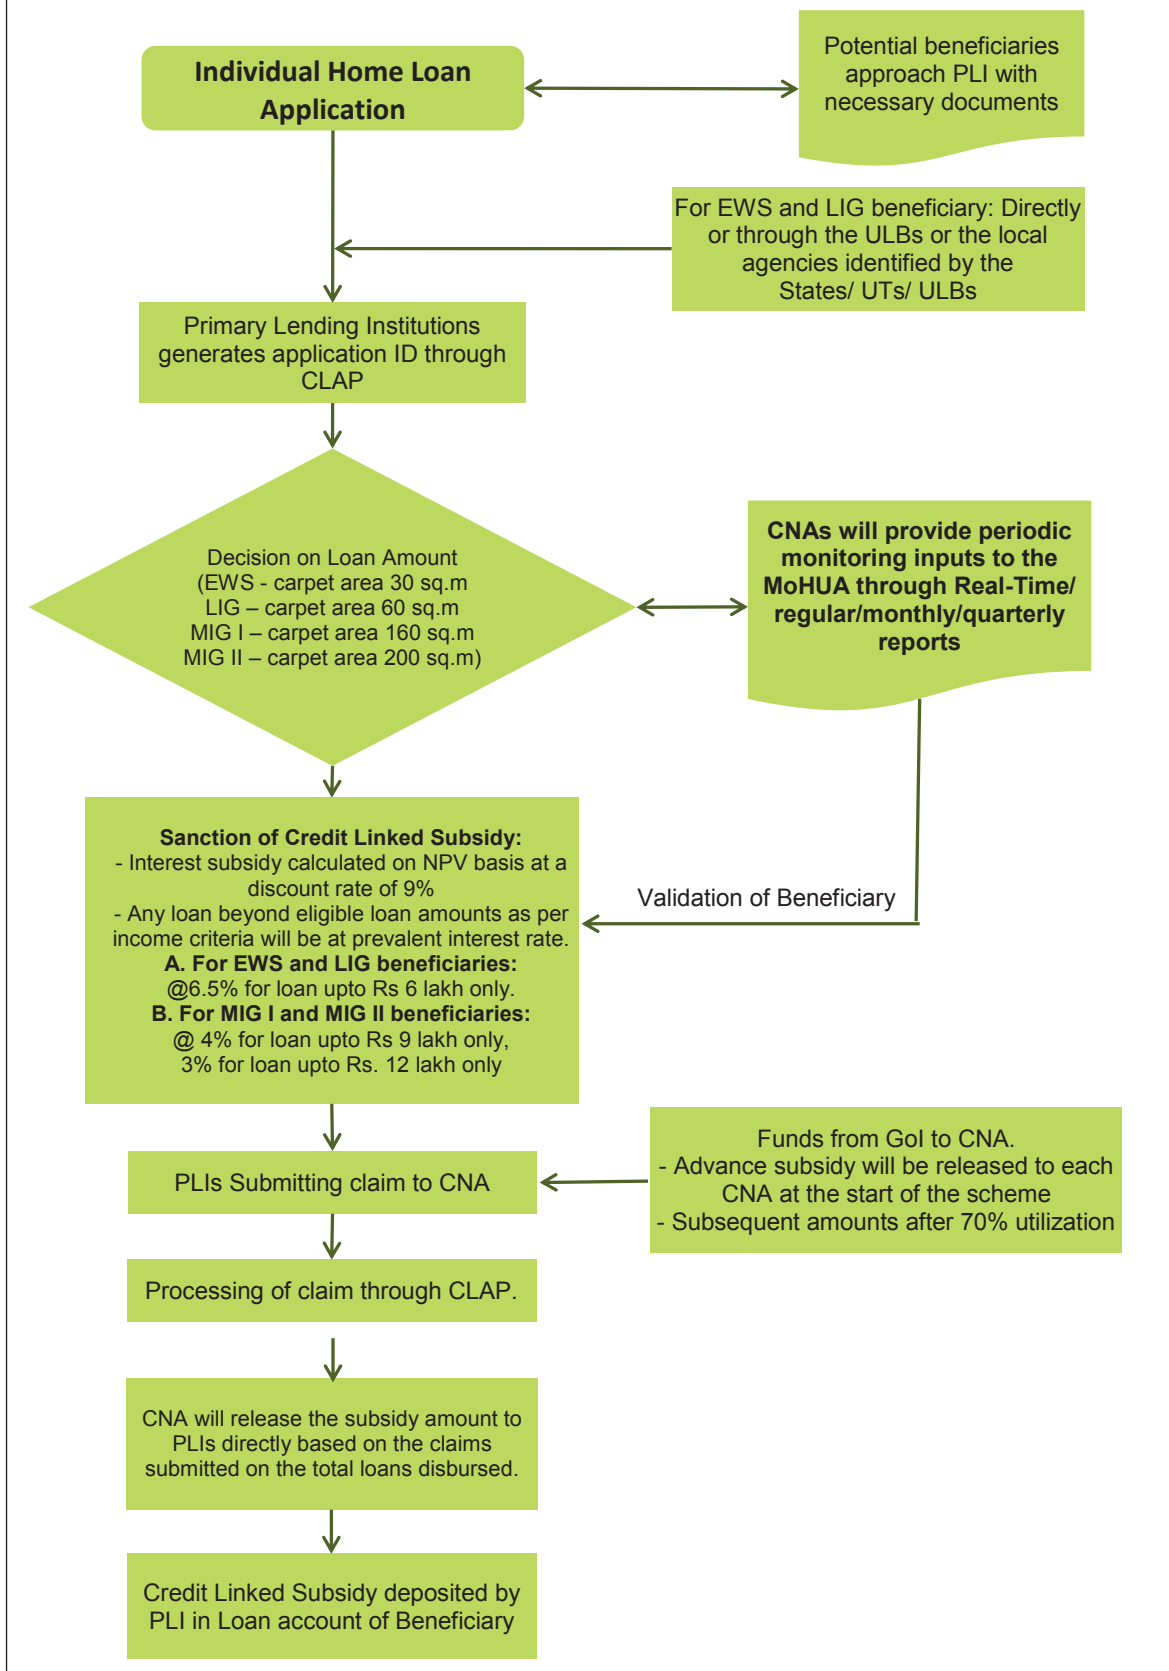 Individual Home Loan
Application
Potential beneficiaries
approach PLI with
necessary documents
For EWS and LIG beneficiary: Directly
or through the ULBs or the local
agencies identified by the
States/ UTs/ ULBs
Primary Lending Institutions
generates application ID through
CLAP
Decision on Loan Amount
(EWS - carpet area 30 sq.m
LIG – carpet area 60 sq.m
MIG I – carpet area 160 sq.m
MIG II – carpet area 200 sq.m)
CNAs will provide periodic
monitoring inputs to the
MoHUA through Real-Time/
regular/monthly/quarterly
reports
Sanction of Credit Linked Subsidy:
- Interest subsidy calculated on NPV basis at a
discount rate of 9%
- Any loan beyond eligible loan amounts as per
income criteria will be at prevalent interest rate.
A. For EWS and LIG beneficiaries:
@6.5% for loan upto Rs 6 lakh only.
B. For MIG I and MIG II beneficiaries:
@ 4% for loan upto Rs 9 lakh only,
3% for loan upto Rs. 12 lakh only
Validation of Beneficiary
PLIs Submitting claim to CNA
Funds from GoI to CNA.
- Advance subsidy will be released to each
CNA at the start of the scheme
- Subsequent amounts after 70% utilization
Processing of claim through CLAP.
CNA will release the subsidy amount to
PLIs directly based on the claims
submitted on the total loans disbursed.
Credit Linked Subsidy deposited by
PLI in Loan account of Beneficiary